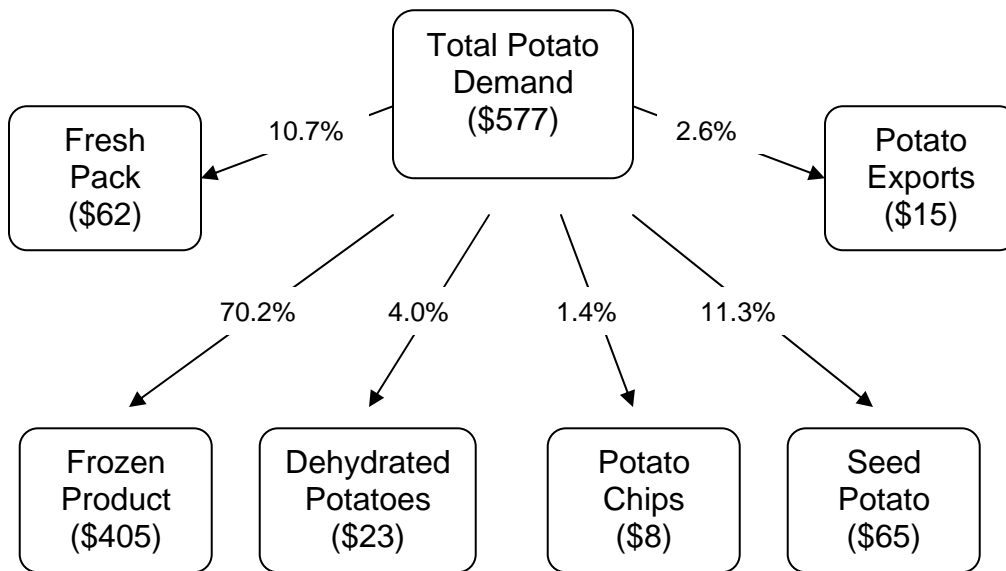 Total Potato
Demand
($577)
Fresh
Pack
($62)
10.7%
2.6%
Potato
Exports
($15)
70.2%
4.0%
1.4%
11.3%
Frozen
Product
($405)
Dehydrated
Potatoes
($23)
Potato
Chips
($8)
Seed
Potato
($65)